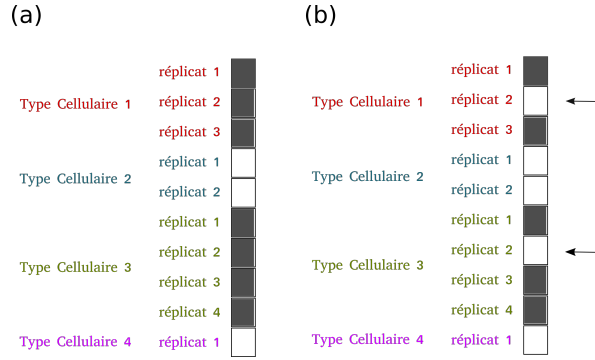 (a)
réplicat 1
Type Cellulaire 1 réplicat 2
réplicat 3
réplicat 1
Type Cellulaire 2
réplicat 2
réplicat 1
réplicat 2
Type Cellulaire 3
réplicat 3
réplicat 4
Type Cellulaire 4 réplicat 1
(b)
réplicat 1
Type Cellulaire 1 réplicat 2
réplicat 3
réplicat 1
Type Cellulaire 2
réplicat 2
réplicat 1
réplicat 2
Type Cellulaire 3
réplicat 3
réplicat 4
Type Cellulaire 4 réplicat 1